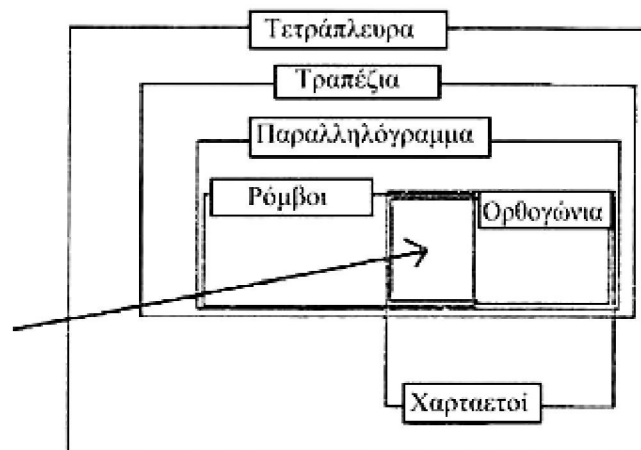 Τετράπλευρα
Τραπέζια
Παραλληλόγραμμα
Ρόμβοι
Ορθογώνια
Χαρταετοί